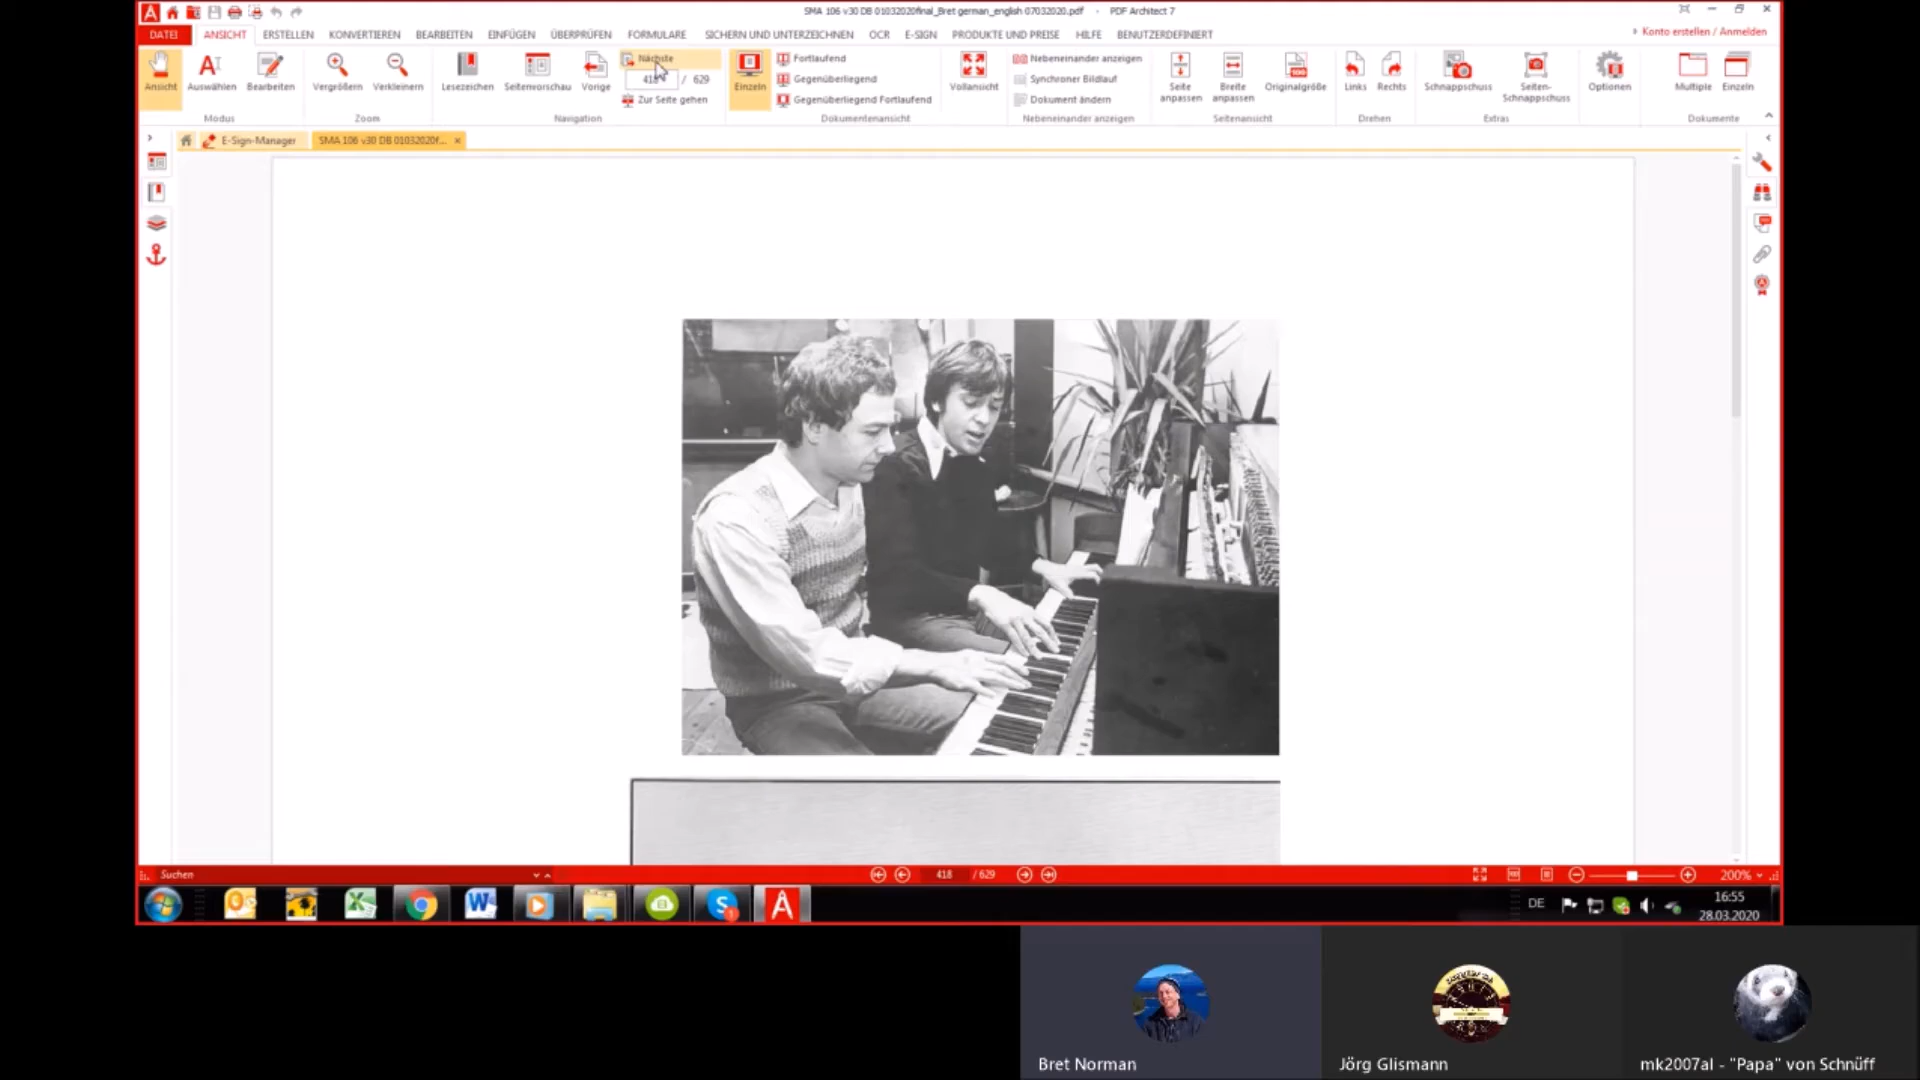 SMA 106 v30 DB 01032020final_Bret german_english 07032020.pdf - PDF Architect 7
DATEI ANSICHT ERSTELLEN KONVERTIEREN BEARBEITEN EINFÜGEN ÜBERPRÜFEN FORMULARE SICHERN UND UNTERZEICHNEN OCR E-SIGN PRODUKTE UND PREISE HILFE BENUTZERDEFINIERT Konto erstellen / Anmelden
Ansicht Auswählen Bearbeiten
Modus
Vergrößern Verkleinern
Zoom
Lesezeichen Seitenvorschau Vorige
Nächste
/ 629
Zur Seite gehen
Navigation
Einzeln
Fortlaufend
Gegenüberliegend
Gegenüberliegend Fortlaufend
Vollansicht
Dokumentenansicht
Nebeneinander anzeigen
Synchroner Bildlauf
Dokument ändern
Nebeneinander anzeigen
Seite anpassen
Breite anpassen
Originalgröße
Seitenansicht
Links Rechts
Drehen
Schnappschuss
Seiten-Schnappschuss
Extras
Optionen
Multiple Einzeln
Dokumente
E-Sign-Manager SMA 106 v30 DB 01032020f...
Suchen 418 / 629 200%
DE 16:55
28.03.2020
Bret Norman Jörg Glismann mk2007al - "Papa" von Schnüff